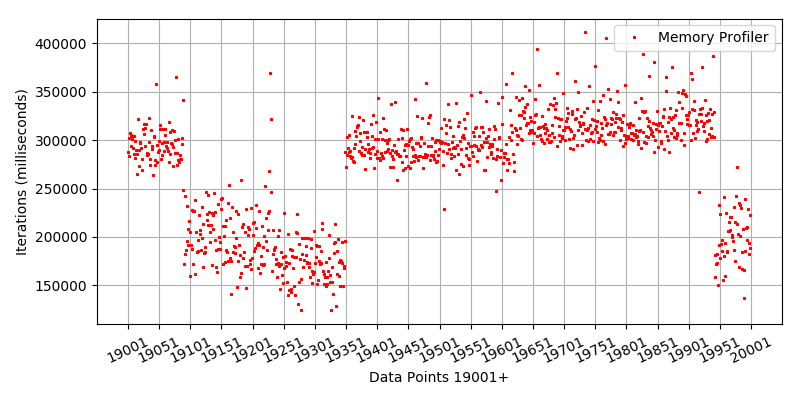 400000
350000
300000
250000
200000
150000
Iterations (milliseconds)
Memory Profiler
19001 19051 19101 19151 19201 19251 19301 19351 19401 19451 19501 19551 19601 19651 19701 19751 19801 19851 19901 19951 20001
Data Points 19001+